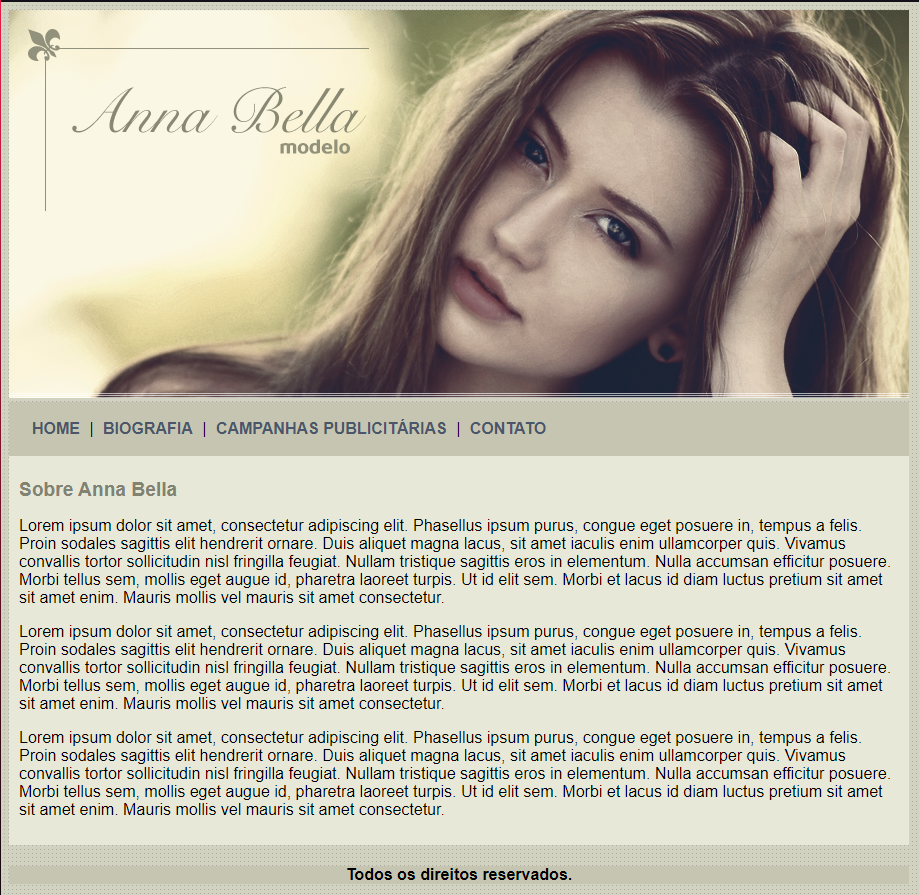 Anna Bella
modelo
HOME | BIOGRAFIA | CAMPANHAS PUBLICITÁRIAS | CONTATO
Sobre Anna Bella
Lorem ipsum dolor sit amet, consectetur adipiscing elit. Phasellus ipsum purus, congue eget posuere in, tempus a felis.
Proin sodales sagittis elit hendrerit ornare. Duis aliquet magna lacus, sit amet iaculis enim ullamcorper quis. Vivamus
convallis tortor sollicitudin nisl fringilla feugiat. Nullam tristique sagittis eros in elementum. Nulla accumsan efficitur posuere.
Morbi tellus sem, mollis eget augue id, pharetra laoreet turpis. Ut id elit sem. Morbi et lacus id diam luctus pretium sit amet
sit amet enim. Mauris mollis vel mauris sit amet consectetur.
Lorem ipsum dolor sit amet, consectetur adipiscing elit. Phasellus ipsum purus, congue eget posuere in, tempus a felis.
Proin sodales sagittis elit hendrerit ornare. Duis aliquet magna lacus, sit amet iaculis enim ullamcorper quis. Vivamus
convallis tortor sollicitudin nisl fringilla feugiat. Nullam tristique sagittis eros in elementum. Nulla accumsan efficitur posuere.
Morbi tellus sem, mollis eget augue id, pharetra laoreet turpis. Ut id elit sem. Morbi et lacus id diam luctus pretium sit amet
sit amet enim. Mauris mollis vel mauris sit amet consectetur.
Lorem ipsum dolor sit amet, consectetur adipiscing elit. Phasellus ipsum purus, congue eget posuere in, tempus a felis.
Proin sodales sagittis elit hendrerit ornare. Duis aliquet magna lacus, sit amet iaculis enim ullamcorper quis. Vivamus
convallis tortor sollicitudin nisl fringilla feugiat. Nullam tristique sagittis eros in elementum. Nulla accumsan efficitur posuere.
Morbi tellus sem, mollis eget augue id, pharetra laoreet turpis. Ut id elit sem. Morbi et lacus id diam luctus pretium sit amet
sit amet enim. Mauris mollis vel mauris sit amet consectetur.
Todos os direitos reservados.